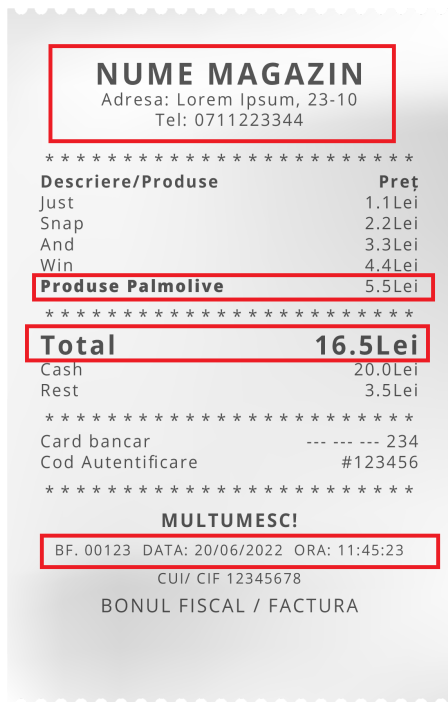 NUME MAGAZIN
Adresa: Lorem Ipsum, 23-10
Tel: 0711223344
* * * * * * * * * * * * * * * * * * * * * * * *
Descriere/Produse Preț
Just 1.1Lei
Snap 2.2Lei
And 3.3Lei
Win 4.4Lei
Produse Palmolive 5.5Lei
* * * * * * * * * * * * * * * * * * * * * * * *
Total 16.5Lei
Cash 20.0Lei
Rest 3.5Lei
* * * * * * * * * * * * * * * * * * * * * * * *
Card bancar --- --- --- 234
Cod Autentificare #123456
* * * * * * * * * * * * * * * * * * * * * * * *
MULTUMESC!
BF. 00123 DATA: 20/06/2022 ORA: 11:45:23
CUI/ CIF 12345678
BONUL FISCAL / FACTURA